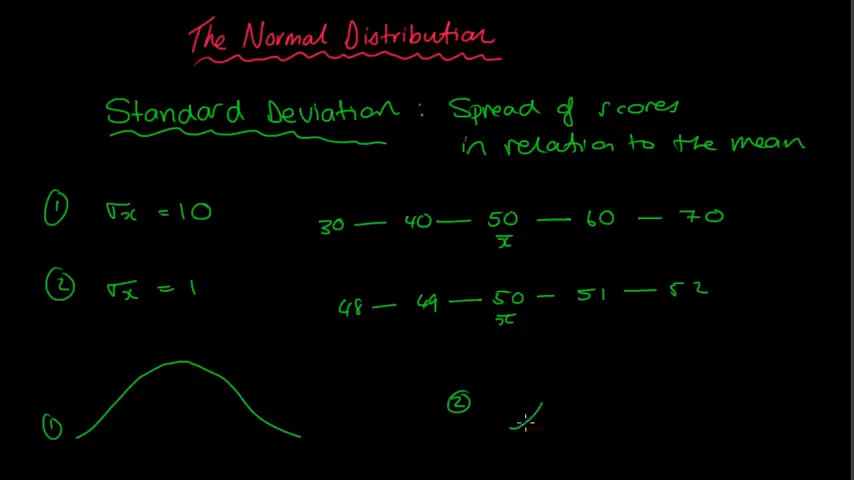 The Normal Distribution
Standard Deviation : Spread of scores
in relation to the mean
① σx = 10 30 — 40 — 50 — 60 — 70
x̄
② σx = 1 48 — 49 — 50 — 51 — 52
x̄
① ②